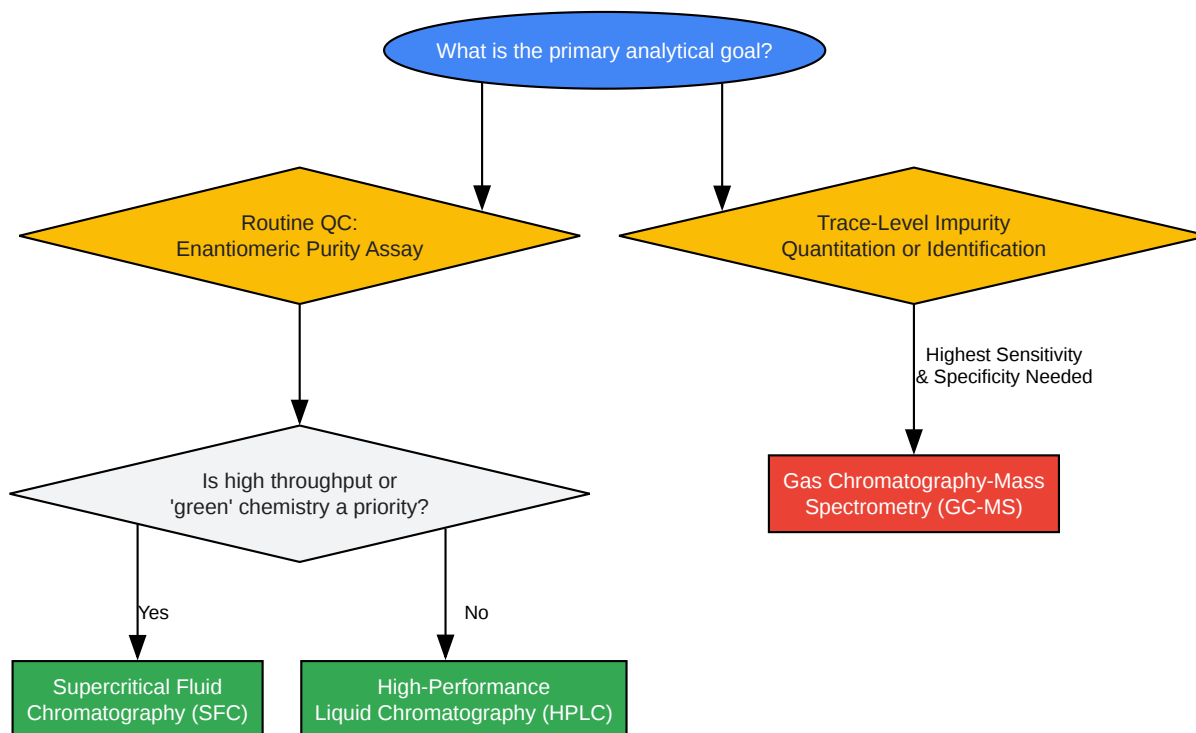 What is the primary analytical goal?
Routine QC:
Enantiomeric Purity Assay
Trace-Level Impurity
Quantitation or Identification
Highest Sensitivity
& Specificity Needed
Is high throughput or
'green' chemistry a priority?
Gas Chromatography-Mass
Spectrometry (GC-MS)
Yes
No
Supercritical Fluid
Chromatography (SFC)
High-Performance
Liquid Chromatography (HPLC)